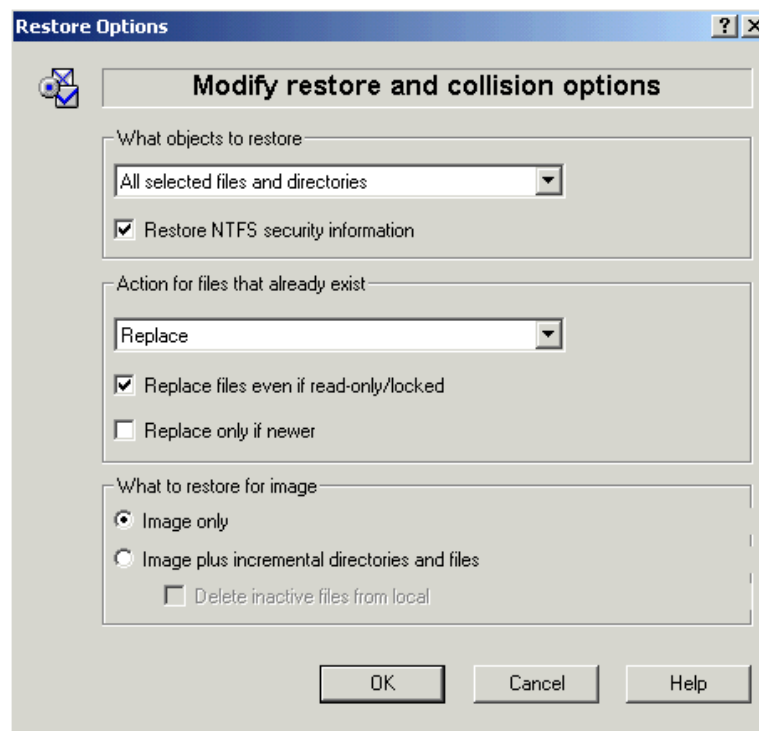 Restore Options
Modify restore and collision options
What objects to restore
All selected files and directories
Restore NTFS security information
Action for files that already exist
Replace
Replace files even if read-only/locked
Replace only if newer
What to restore for image
Image only
Image plus incremental directories and files
Delete inactive files from local
OK Cancel Help